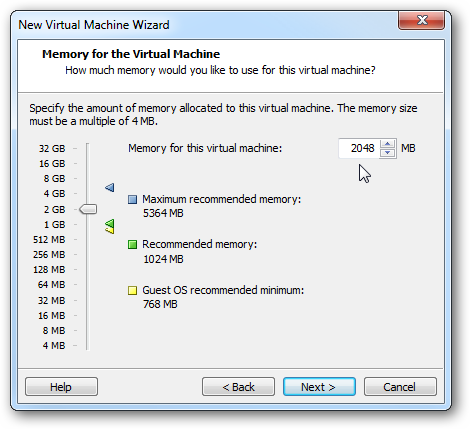 New Virtual Machine Wizard
Memory for the Virtual Machine
How much memory would you like to use for this virtual machine?
Specify the amount of memory allocated to this virtual machine. The memory size
must be a multiple of 4 MB.
32 GB
16 GB
8 GB
4 GB
2 GB
1 GB
512 MB
256 MB
128 MB
64 MB
32 MB
16 MB
8 MB
4 MB
Memory for this virtual machine:
2048 MB
Maximum recommended memory:
5364 MB
Recommended memory:
1024 MB
Guest OS recommended minimum:
768 MB
Help
< Back
Next >
Cancel